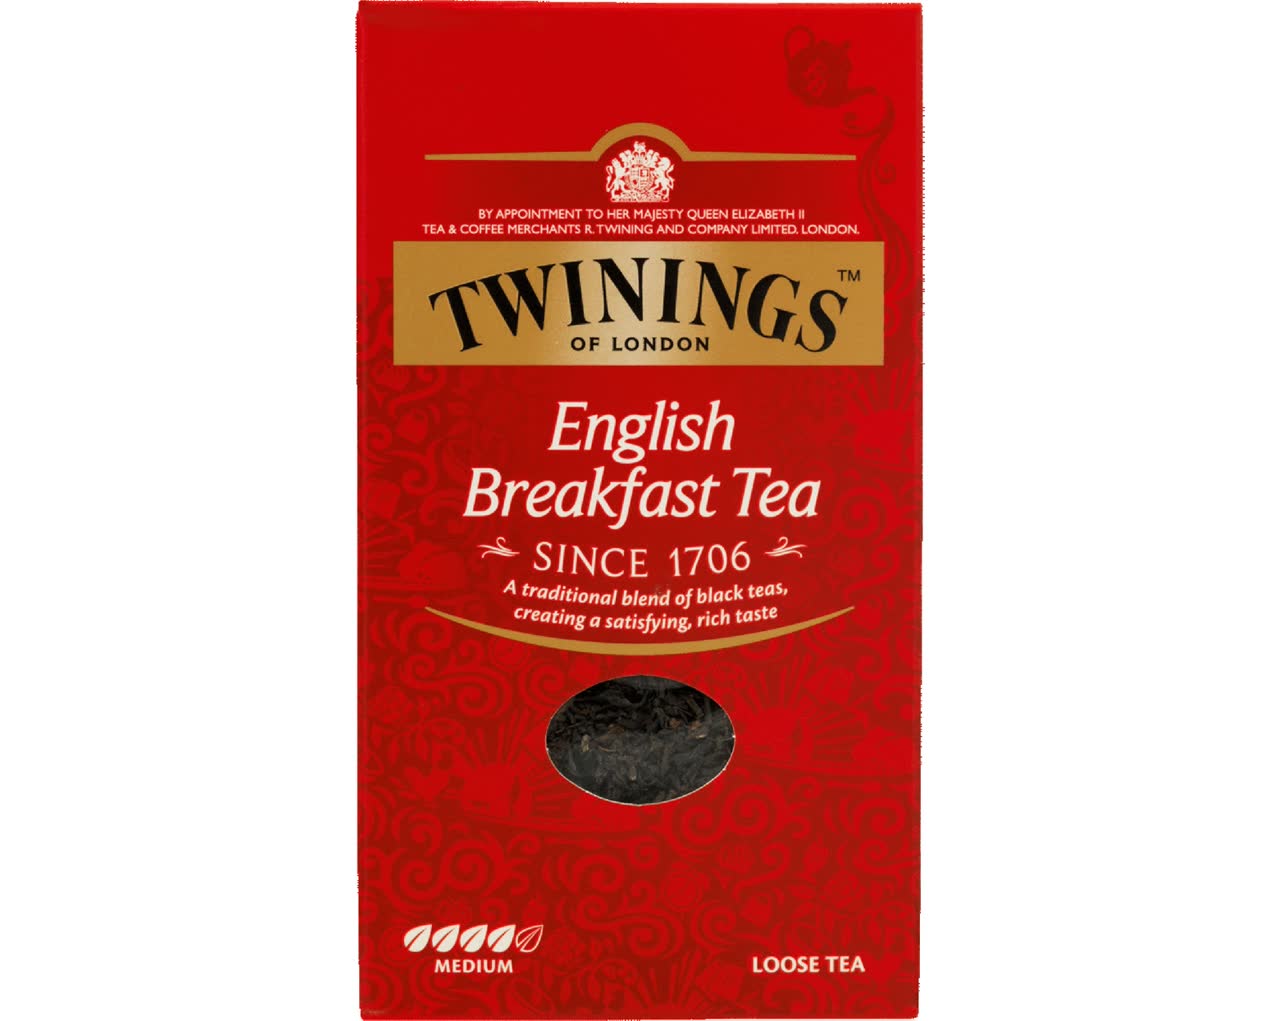 BY APPOINTMENT TO HER MAJESTY QUEEN ELIZABETH II
TEA & COFFEE MERCHANTS R. TWINING AND COMPANY LIMITED. LONDON.
TWININGS™
OF LONDON
English
Breakfast Tea
SINCE 1706
A traditional blend of black teas,
creating a satisfying, rich taste
MEDIUM
LOOSE TEA